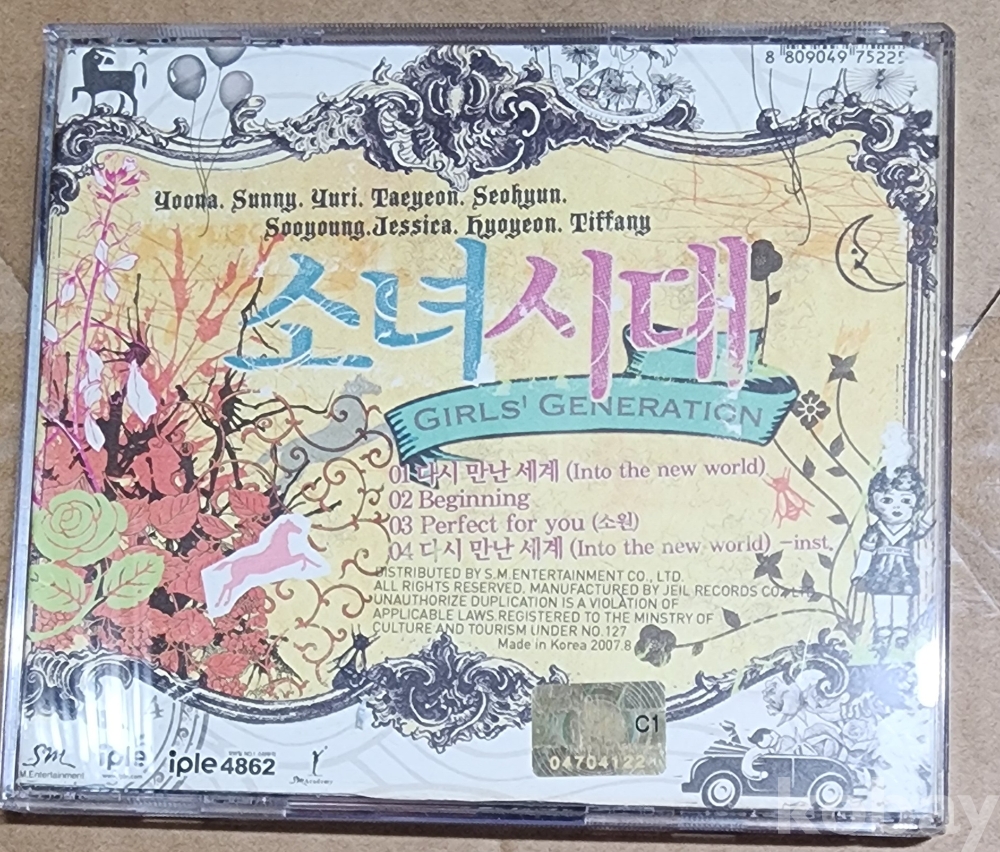 8 809049 75225
Yoona. Sunny. Yuri. Taeyeon. Seohyun.
Sooyoung.Jessica. Hyoyeon. Tiffany
소녀시대
GIRLS' GENERATION
01 다시 만난 세계 (Into the new world)
02 Beginning
03 Perfect for you (소원)
04 다시 만난 세계 (Into the new world) -inst.
DISTRIBUTED BY S.M.ENTERTAINMENT CO., LTD.
ALL RIGHTS RESERVED. MANUFACTURED BY JEIL RECORDS CO., LTD
UNAUTHORIZE DUPLICATION IS A VIOLATION OF
APPLICABLE LAWS.REGISTERED TO THE MINSTRY OF
CULTURE AND TOURISM UNDER NO.127
Made in Korea 2007.8
C1
04704122
SM
M.Entertainment
iple
iple 4862